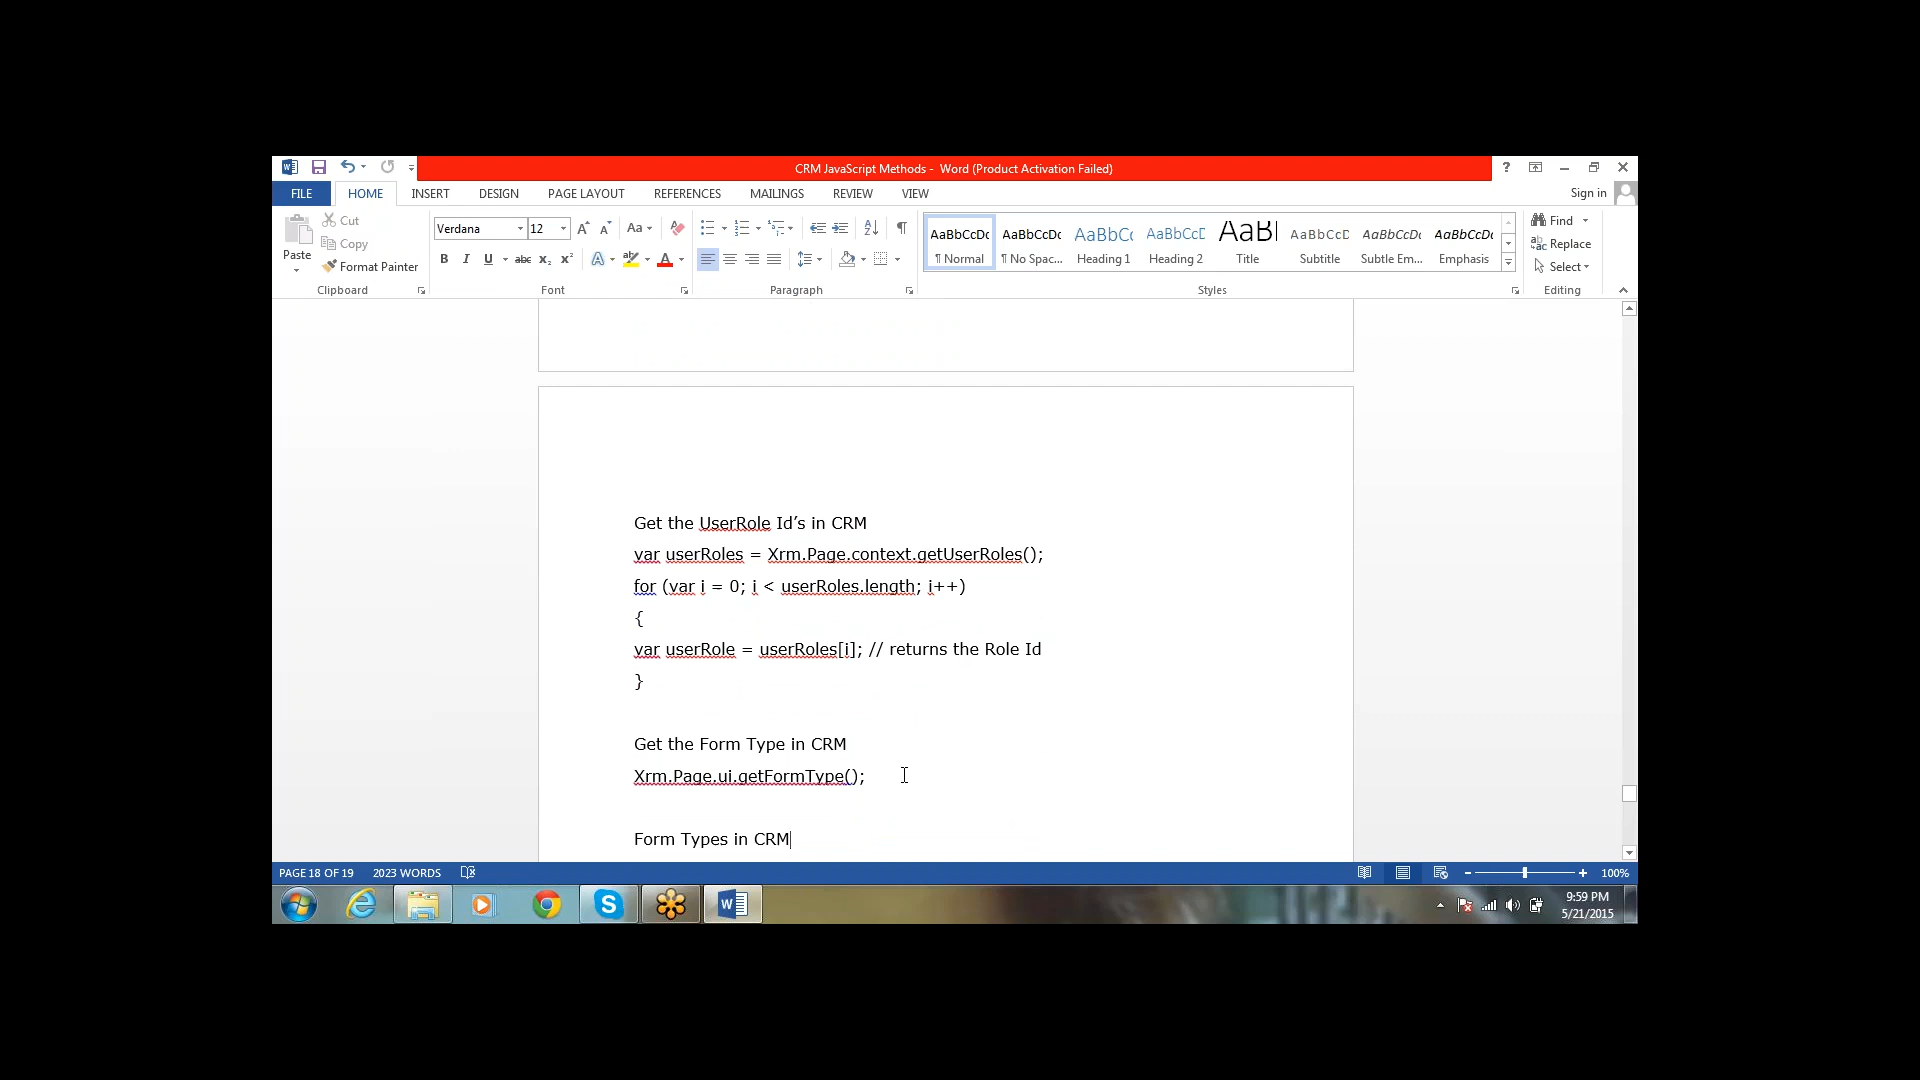 CRM JavaScript Methods - Word (Product Activation Failed)
?
FILE HOME INSERT DESIGN PAGE LAYOUT REFERENCES MAILINGS REVIEW VIEW Sign in
Paste
Cut
Copy
Format Painter
Clipboard
Verdana 12
Font
Paragraph
AaBbCcDc AaBbCcDc AaBbCc AaBbCcD AaBl AaBbCcD AaBbCcDc AaBbCcDc
¶ Normal ¶ No Spac... Heading 1 Heading 2 Title Subtitle Subtle Em... Emphasis
Styles
Find
Replace
Select
Editing
Get the UserRole Id’s in CRM
var userRoles = Xrm.Page.context.getUserRoles();
for (var i = 0; i < userRoles.length; i++)
{
var userRole = userRoles[i]; // returns the Role Id
}
Get the Form Type in CRM
Xrm.Page.ui.getFormType();
Form Types in CRM
PAGE 18 OF 19 2023 WORDS 100%
9:59 PM
5/21/2015